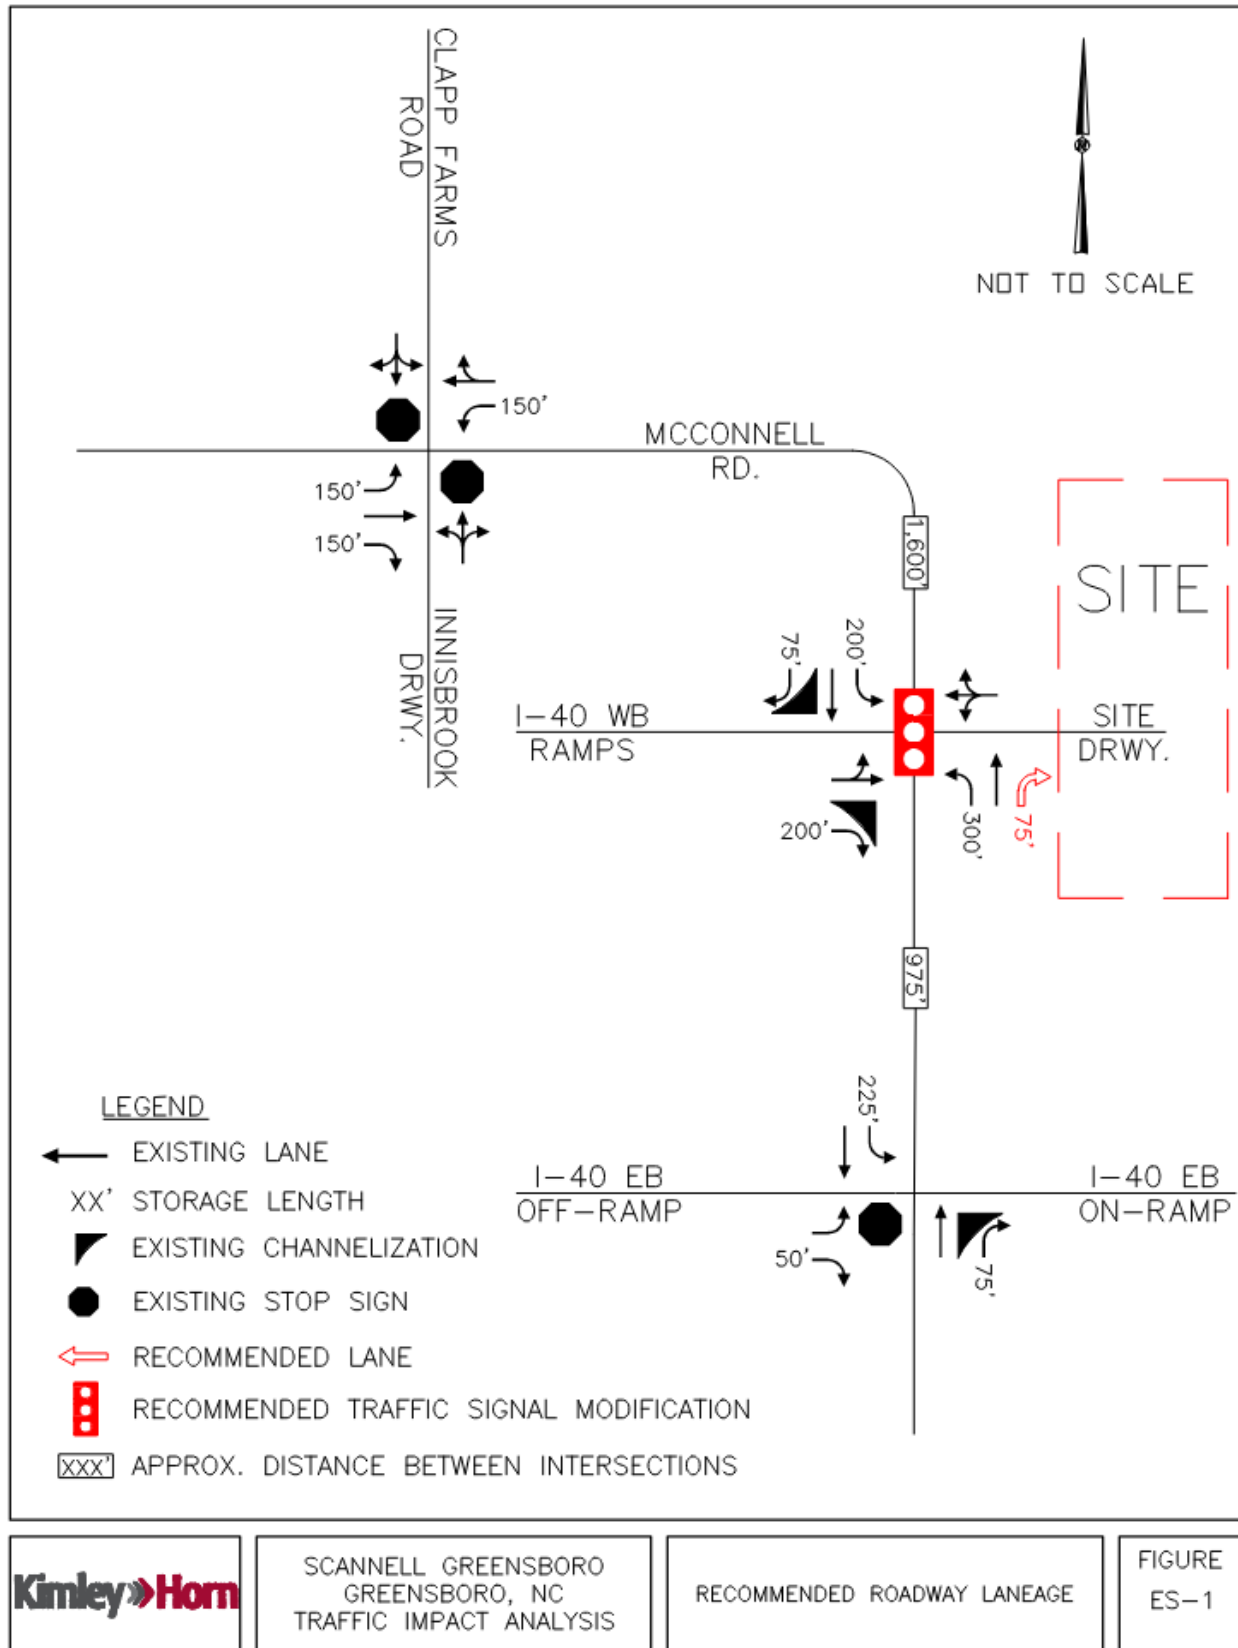 CLAPP FARMS
ROAD
N
NOT TO SCALE
150'
MCCONNELL
RD.
150'
150'
1,600'
SITE
INNISBROOK
DRWY.
75'
200'
I-40 WB
RAMPS
SITE
DRWY.
200'
300'
75'
975'
225'
I-40 EB
OFF-RAMP
I-40 EB
ON-RAMP
50'
75'
LEGEND
EXISTING LANE
XX' STORAGE LENGTH
EXISTING CHANNELIZATION
EXISTING STOP SIGN
RECOMMENDED LANE
RECOMMENDED TRAFFIC SIGNAL MODIFICATION
XXX' APPROX. DISTANCE BETWEEN INTERSECTIONS
Kimley»Horn
SCANNELL GREENSBORO
GREENSBORO, NC
TRAFFIC IMPACT ANALYSIS
RECOMMENDED ROADWAY LANEAGE
FIGURE
ES-1